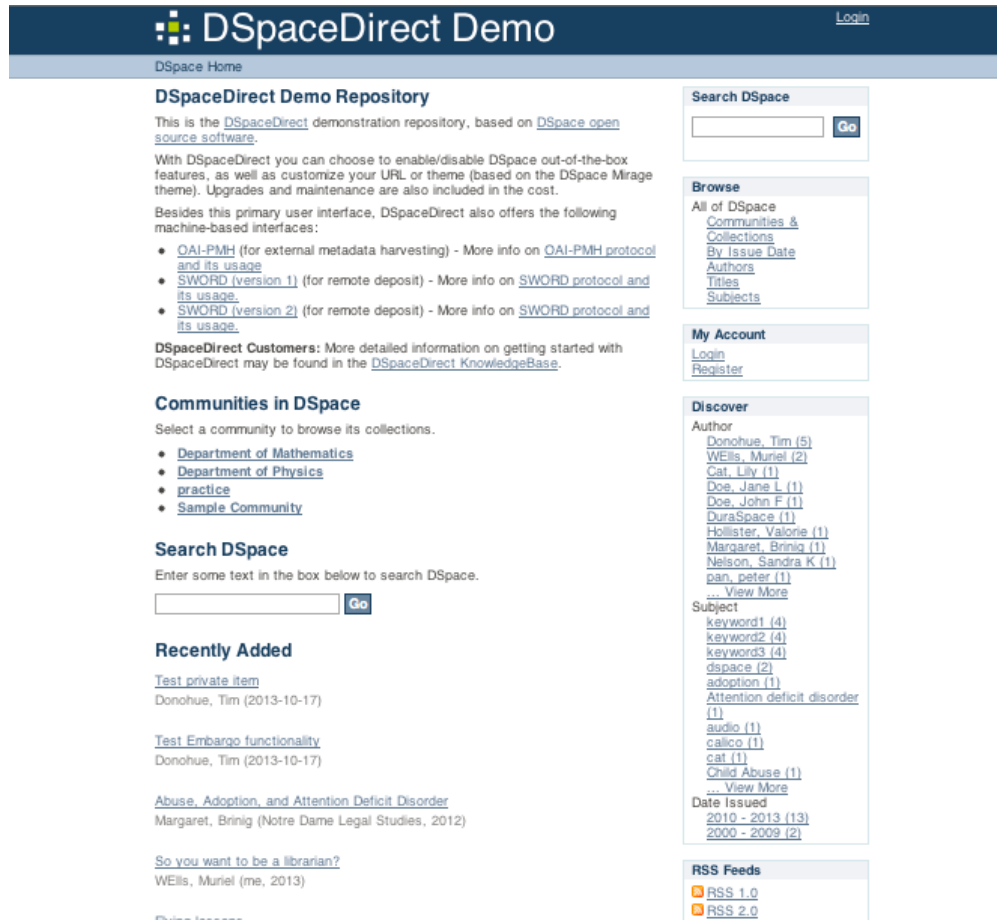 DSpaceDirect Demo
Login
DSpace Home
DSpaceDirect Demo Repository
This is the DSpaceDirect demonstration repository, based on DSpace open
source software.
With DSpaceDirect you can choose to enable/disable DSpace out-of-the-box
features, as well as customize your URL or theme (based on the DSpace Mirage
theme). Upgrades and maintenance are also included in the cost.
Besides this primary user interface, DSpaceDirect also offers the following
machine-based interfaces:
OAI-PMH (for external metadata harvesting) - More info on OAI-PMH protocol
and its usage
SWORD (version 1) (for remote deposit) - More info on SWORD protocol and
its usage.
SWORD (version 2) (for remote deposit) - More info on SWORD protocol and
its usage.
DSpaceDirect Customers: More detailed information on getting started with
DSpaceDirect may be found in the DSpaceDirect KnowledgeBase.
Communities in DSpace
Select a community to browse its collections.
Department of Mathematics
Department of Physics
practice
Sample Community
Search DSpace
Enter some text in the box below to search DSpace.
Go
Recently Added
Test private item
Donohue, Tim (2013-10-17)
Test Embargo functionality
Donohue, Tim (2013-10-17)
Abuse, Adoption, and Attention Deficit Disorder
Margaret, Brinig (Notre Dame Legal Studies, 2012)
So you want to be a librarian?
WElls, Muriel (me, 2013)
Search DSpace
Go
Browse
All of DSpace
Communities &
Collections
By Issue Date
Authors
Titles
Subjects
My Account
Login
Register
Discover
Author
Donohue, Tim (5)
WElls, Muriel (2)
Cat, Lily (1)
Doe, Jane L (1)
Doe, John F (1)
DuraSpace (1)
Hollister, Valorie (1)
Margaret, Brinig (1)
Nelson, Sandra K (1)
pan, peter (1)
... View More
Subject
keyword1 (4)
keyword2 (4)
keyword3 (4)
dspace (2)
adoption (1)
Attention deficit disorder
(1)
audio (1)
calico (1)
cat (1)
Child Abuse (1)
... View More
Date Issued
2010 - 2013 (13)
2000 - 2009 (2)
RSS Feeds
RSS 1.0
RSS 2.0